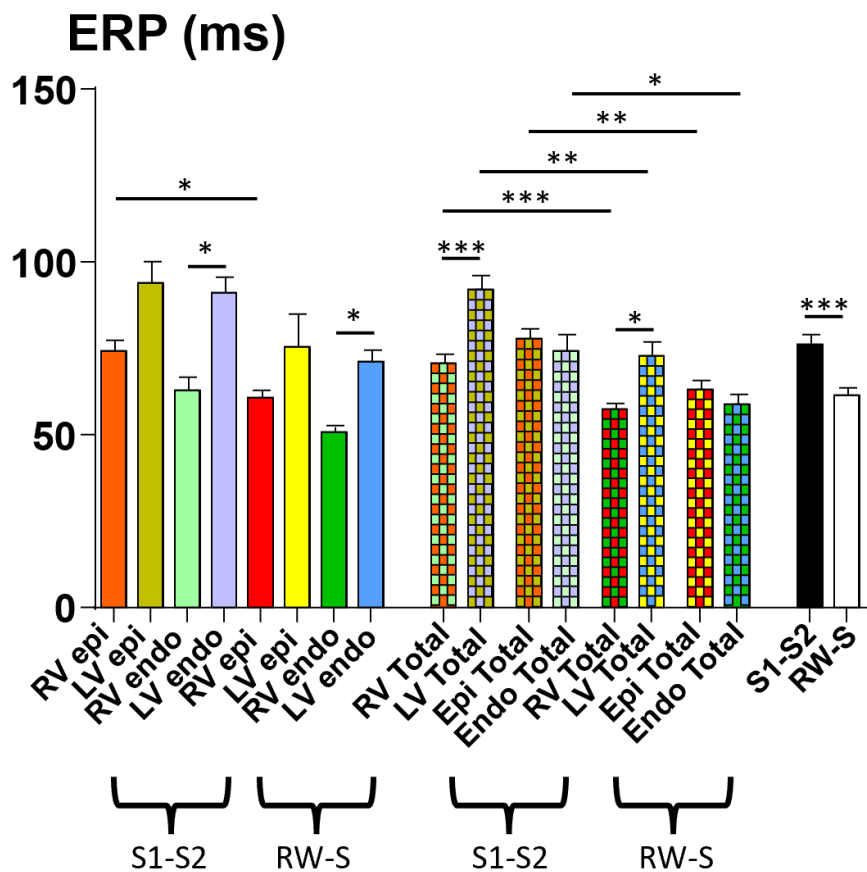 ERP (ms)
150
*
**
**
*
***
***
*
100
***
*
*
50
0
RV epi
LV epi
RV endo
LV endo
RV epi
LV epi
RV endo
LV endo
RV Total
LV Total
Epi Total
Endo Total
RV Total
LV Total
Epi Total
Endo Total
S1-S2
RW-S
S1-S2
RW-S
S1-S2
RW-S